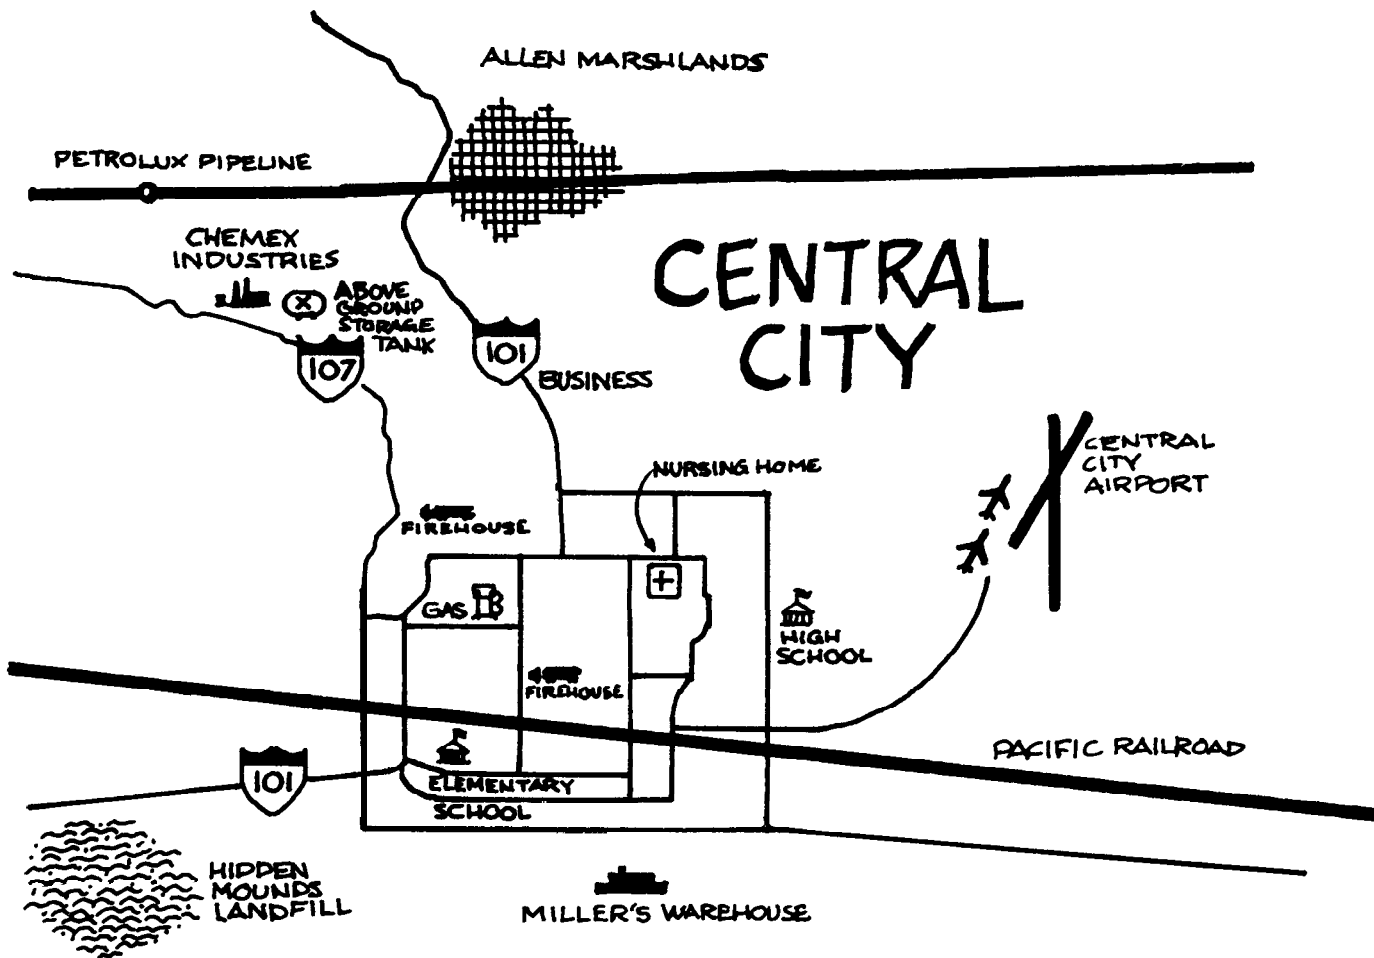 ALLEN MARSHLANDS
PETROLUX PIPELINE
CHEMEX
INDUSTRIES
ABOVE
GROUND
STORAGE
TANK
CENTRAL
CITY
107
101
BUSINESS
CENTRAL
CITY
AIRPORT
NURSING HOME
FIREHOUSE
GAS
HIGH
SCHOOL
FIREHOUSE
PACIFIC RAILROAD
101
ELEMENTARY
SCHOOL
HIDDEN
MOUNDS
LANDFILL
MILLER'S WAREHOUSE